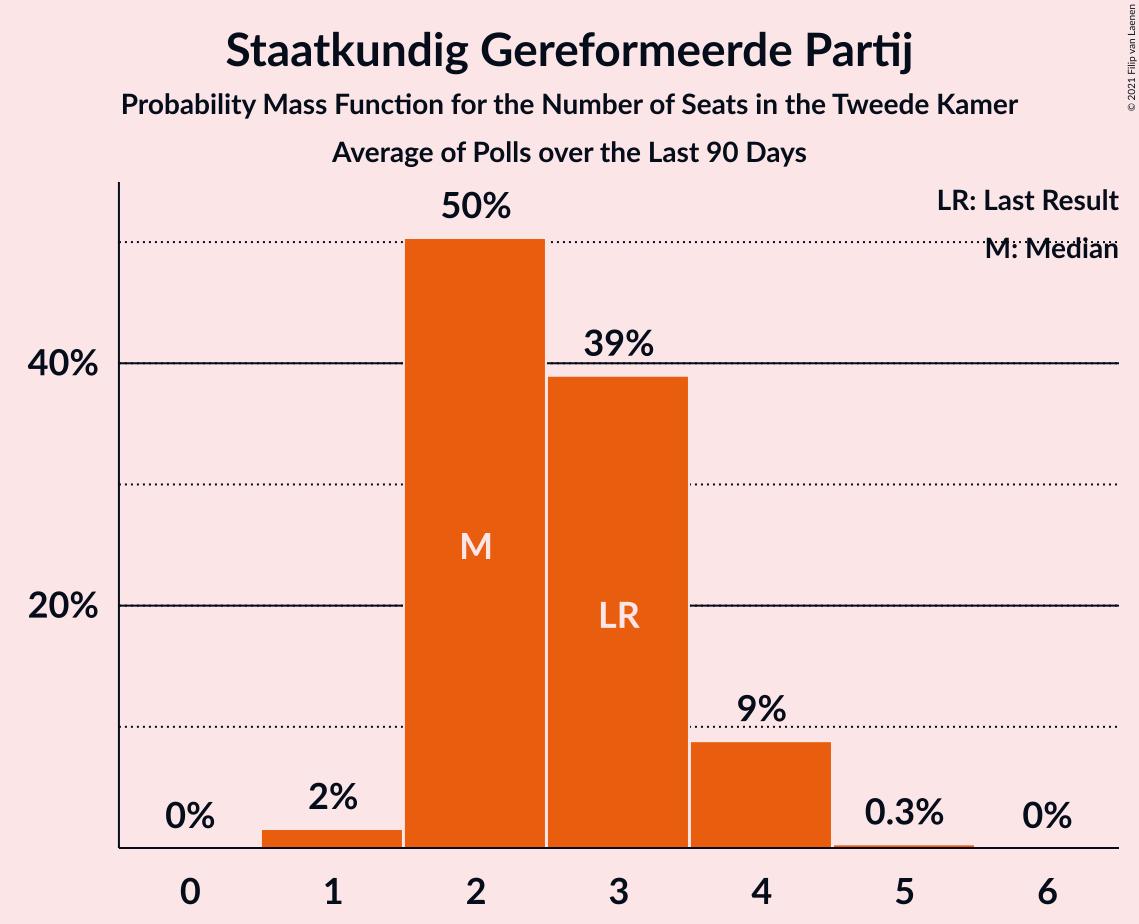 Staatkundig Gereformeerde Partij
Probability Mass Function for the Number of Seats in the Tweede Kamer
Average of Polls over the Last 90 Days
© 2021 Filip van Laenen
LR: Last Result
M: Median
50%
39%
40%
M
LR
20%
9%
2%
0%
0.3%
0%
0 1 2 3 4 5 6